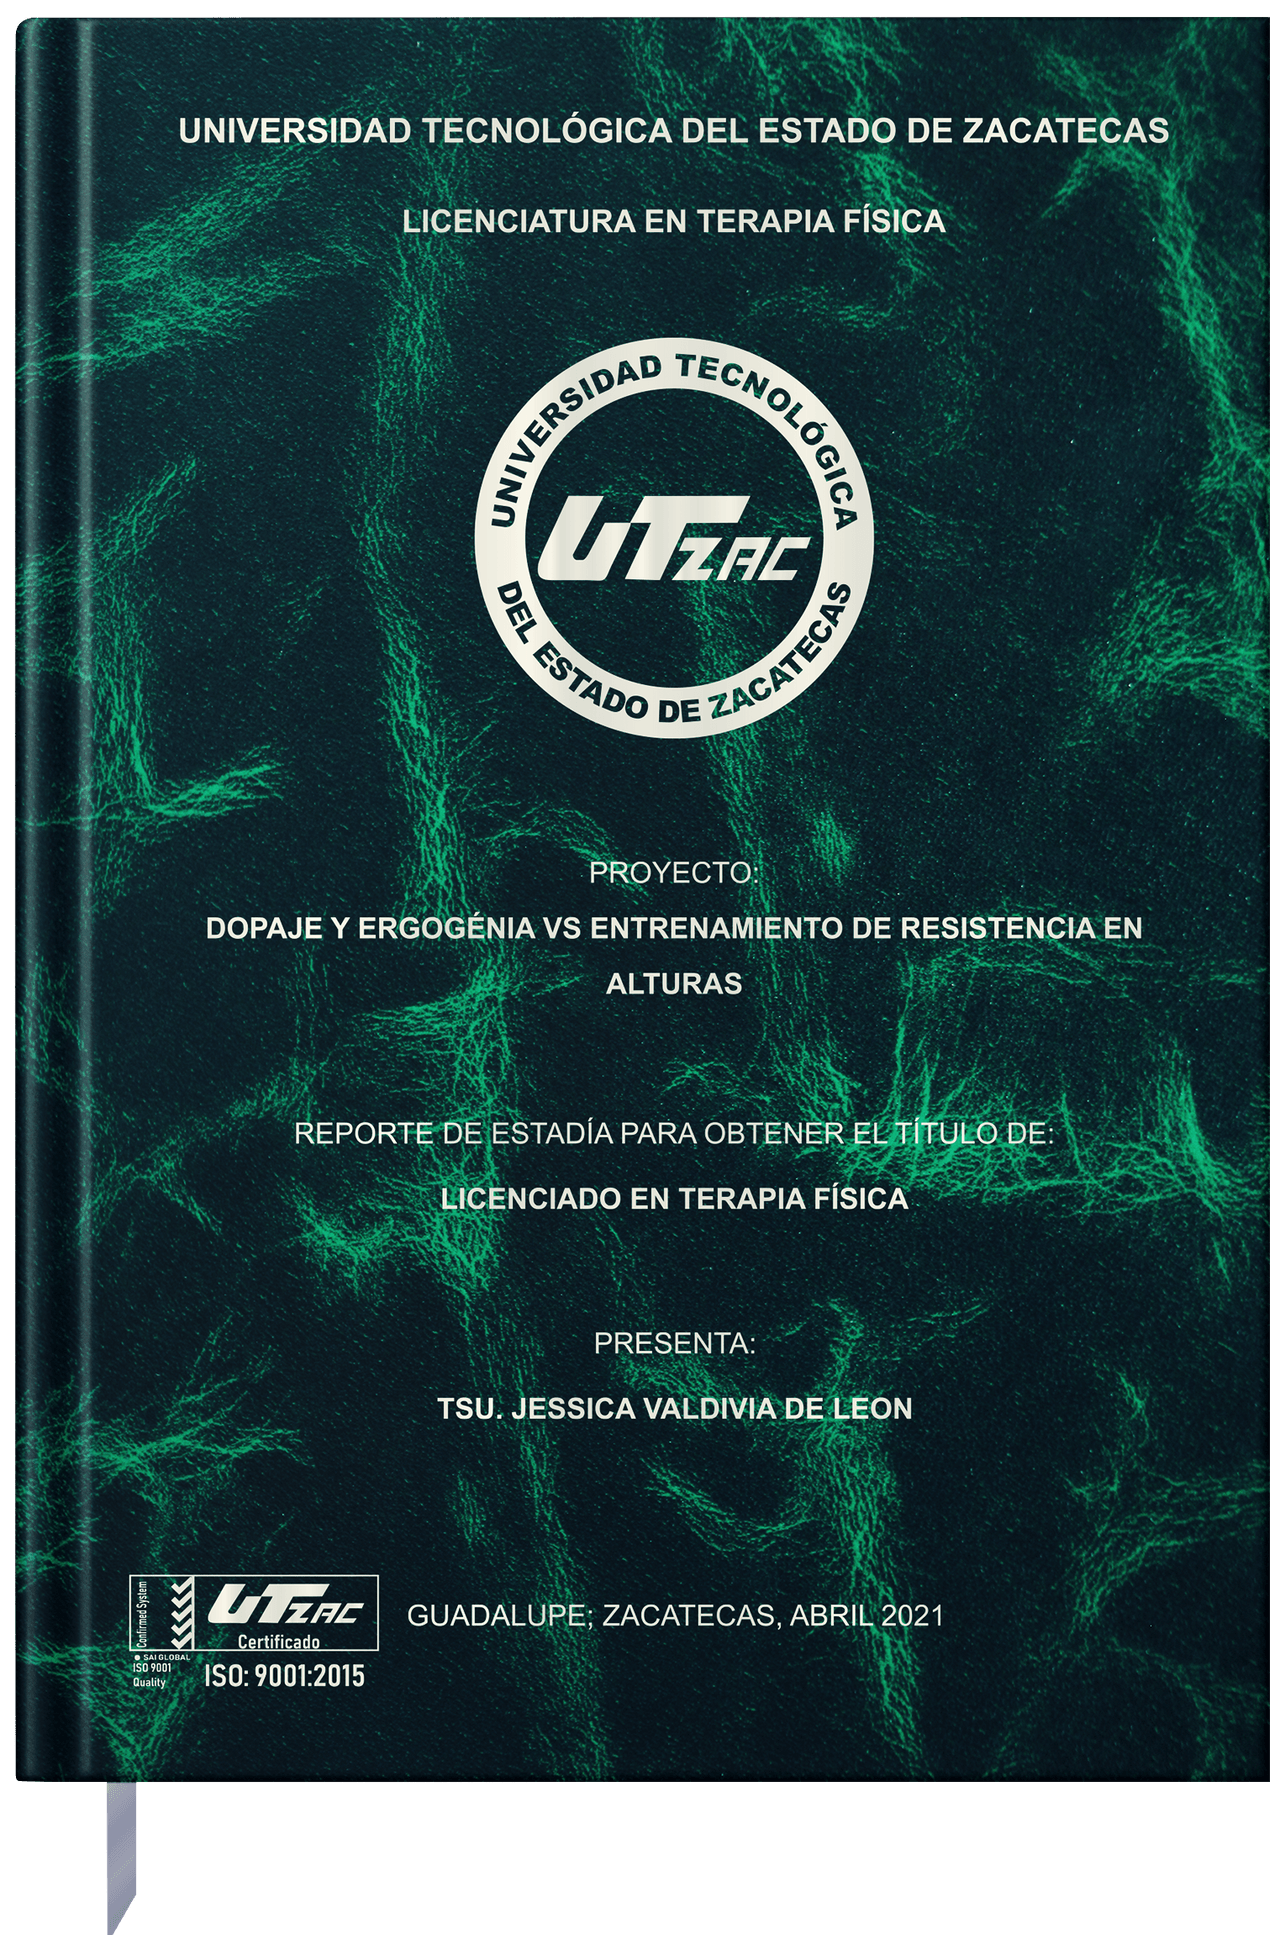 UNIVERSIDAD TECNOLÓGICA DEL ESTADO DE ZACATECAS
LICENCIATURA EN TERAPIA FÍSICA
UNIVERSIDAD TECNOLÓGICA
UTZAC
DEL ESTADO DE ZACATECAS
PROYECTO:
DOPAJE Y ERGOGÉNIA VS ENTRENAMIENTO DE RESISTENCIA EN
ALTURAS
REPORTE DE ESTADÍA PARA OBTENER EL TÍTULO DE:
LICENCIADO EN TERAPIA FÍSICA
PRESENTA:
TSU. JESSICA VALDIVIA DE LEON
Confirmed System
UTZAC
Certificado
SAI GLOBAL
ISO 9001
Quality
ISO: 9001:2015
GUADALUPE; ZACATECAS, ABRIL 2021